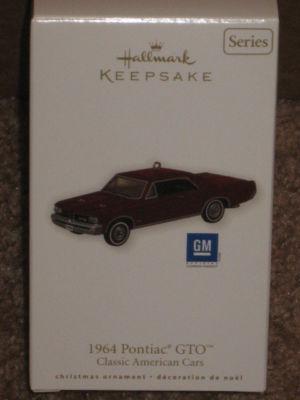 Series
Hallmark
KEEPSAKE
GM
1964 Pontiac® GTO™
Classic American Cars
christmas ornament • décoration de noël